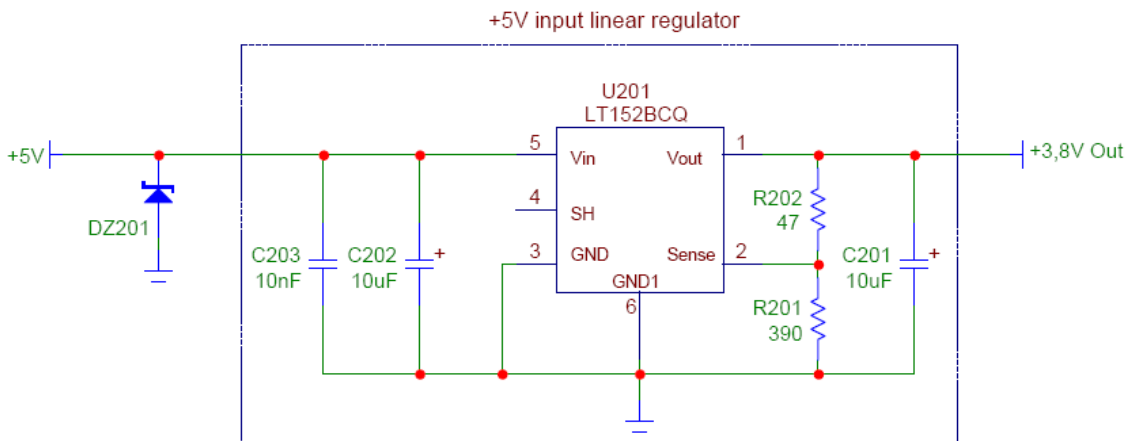 +5V input linear regulator
U201
LT152BCQ
+5V
5
Vin
Vout
1
+3,8V Out
4
SH
R202
47
DZ201
C203
10nF
C202
10uF
+
3
GND
Sense
2
GND1
6
C201
10uF
+
R201
390